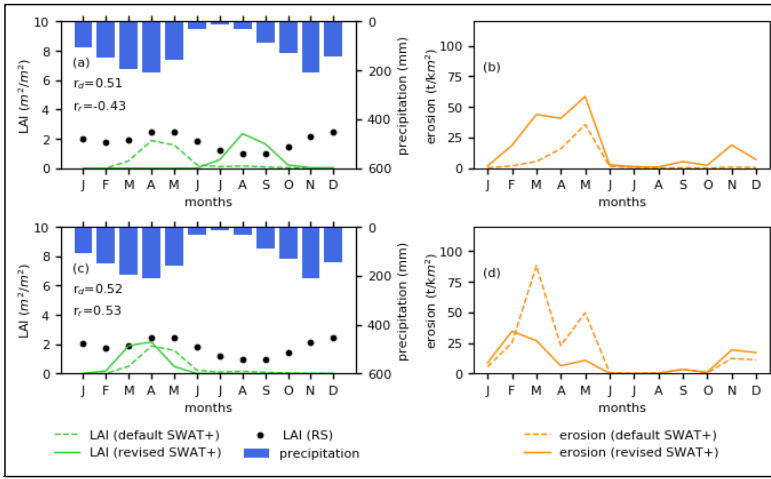 10
8
6
4
2
0
LAI (m²/m²)
(a)
r_d=0.51
r_r=-0.43
0
200
400
600
precipitation (mm)
J F M A M J J A S O N D
months
100
75
50
25
0
erosion (t/km²)
(b)
J F M A M J J A S O N D
months
10
8
6
4
2
0
LAI (m²/m²)
(c)
r_d=0.52
r_r=0.53
0
200
400
600
precipitation (mm)
J F M A M J J A S O N D
months
100
75
50
25
0
erosion (t/km²)
(d)
J F M A M J J A S O N D
months
LAI (default SWAT+)
LAI (revised SWAT+)
LAI (RS)
precipitation
erosion (default SWAT+)
erosion (revised SWAT+)